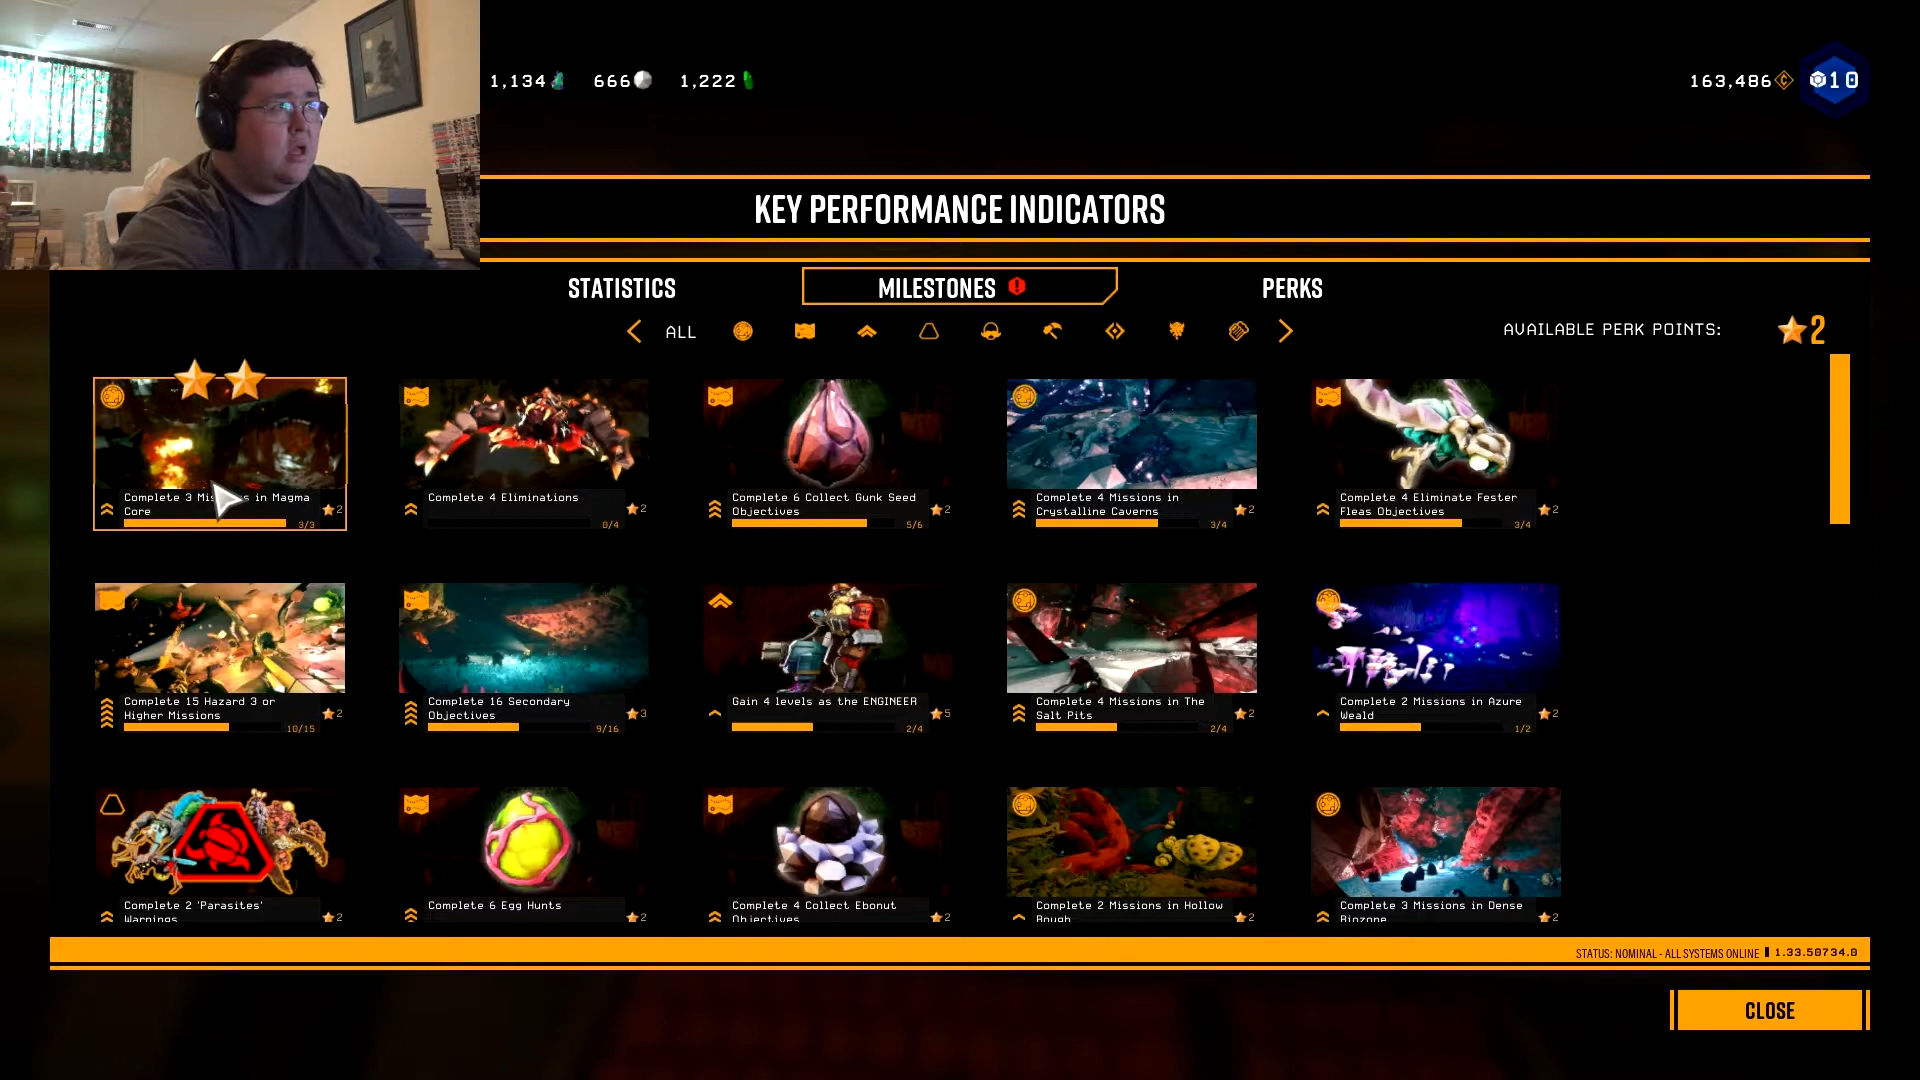 1,134 666 1,222
163,486 10
KEY PERFORMANCE INDICATORS
STATISTICS MILESTONES PERKS
ALL
AVAILABLE PERK POINTS: 2
Complete 3 in Magma
Core
2
3/3
Complete 4 Eliminations
2
0/4
Complete 6 Collect Gunk Seed
Objectives
2
5/6
Complete 4 Missions in
Crystalline Caverns
2
3/4
Complete 4 Eliminate Fester
Fleas Objectives
2
3/4
Complete 15 Hazard 3 or
Higher Missions
2
10/15
Complete 16 Secondary
Objectives
3
9/16
Gain 4 levels as the ENGINEER
5
2/4
Complete 4 Missions in The
Salt Pits
2
2/4
Complete 2 Missions in Azure
Weald
2
1/2
Complete 2 'Parasites'
Warnings
2
Complete 6 Egg Hunts
2
Complete 4 Collect Ebonut
Objectives
2
Complete 2 Missions in Hollow
Bough
2
Complete 3 Missions in Dense
Biozone
2
STATUS: NOMINAL - ALL SYSTEMS ONLINE 1.33.50734.0
CLOSE